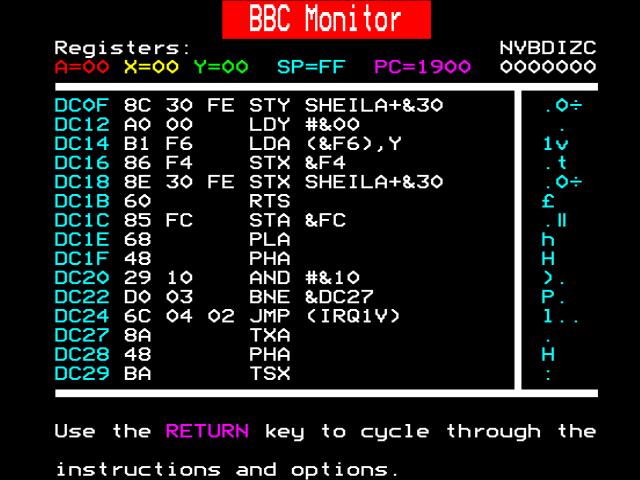 BBC Monitor
Registers: NVBDIZC
A=00 X=00 Y=00 SP=FF PC=1900 0000000
DC0F 8C 30 FE STY SHEILA+&30 .0÷
DC12 A0 00 LDY #&00 .
DC14 B1 F6 LDA (&F6),Y 1v
DC16 86 F4 STX &F4 .t
DC18 8E 30 FE STX SHEILA+&30 .0÷
DC1B 60 RTS £
DC1C 85 FC STA &FC .‖
DC1E 68 PLA h
DC1F 48 PHA H
DC20 29 10 AND #&10 ).
DC22 D0 03 BNE &DC27 P.
DC24 6C 04 02 JMP (IRQ1V) l..
DC27 8A TXA .
DC28 48 PHA H
DC29 BA TSX :
Use the RETURN key to cycle through the
instructions and options.